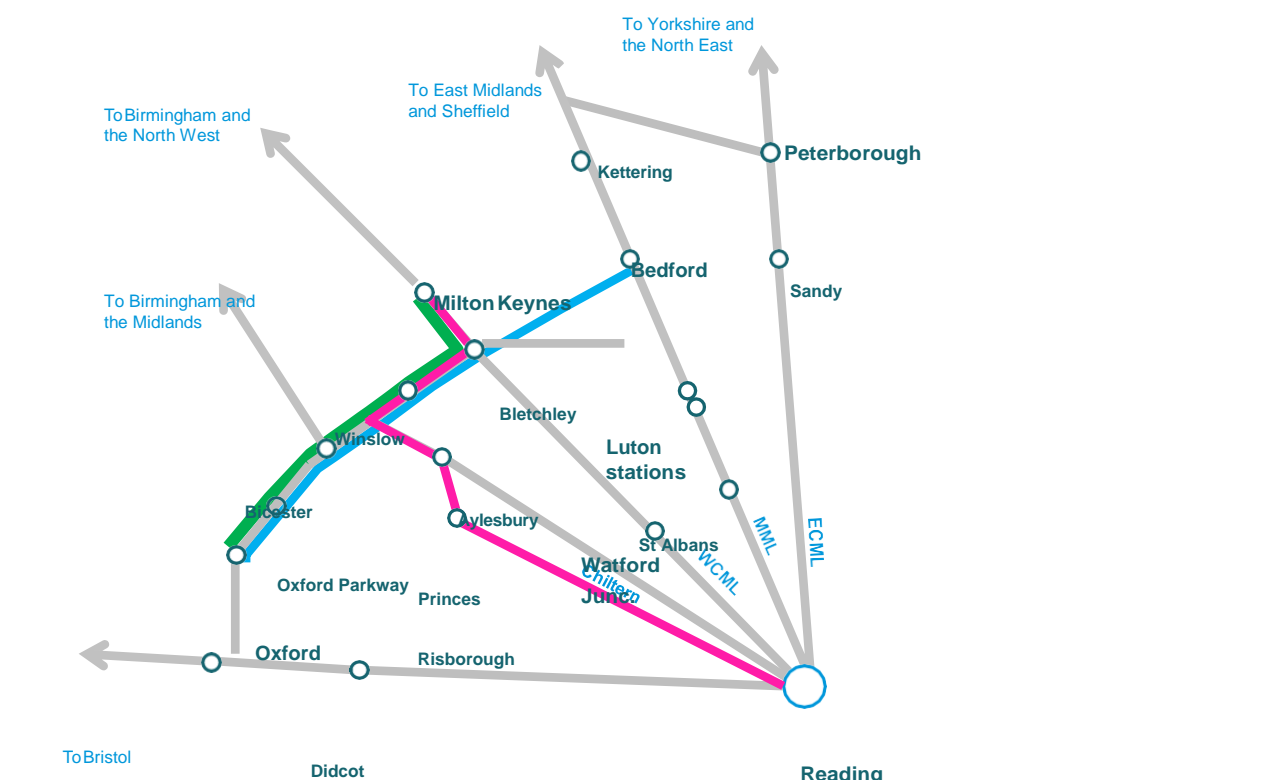 To Yorkshire and
the North East
To East Midlands
and Sheffield
To Birmingham and
the North West
Peterborough
Kettering
Bedford
Sandy
To Birmingham and
the Midlands
Milton Keynes
Bletchley
Winslow
Luton
stations
Bicester
Aylesbury
MML
ECML
St Albans
WCML
Watford
Junc.
Chiltern
Oxford Parkway
Princes
Risborough
Oxford
To Bristol
Didcot
Reading